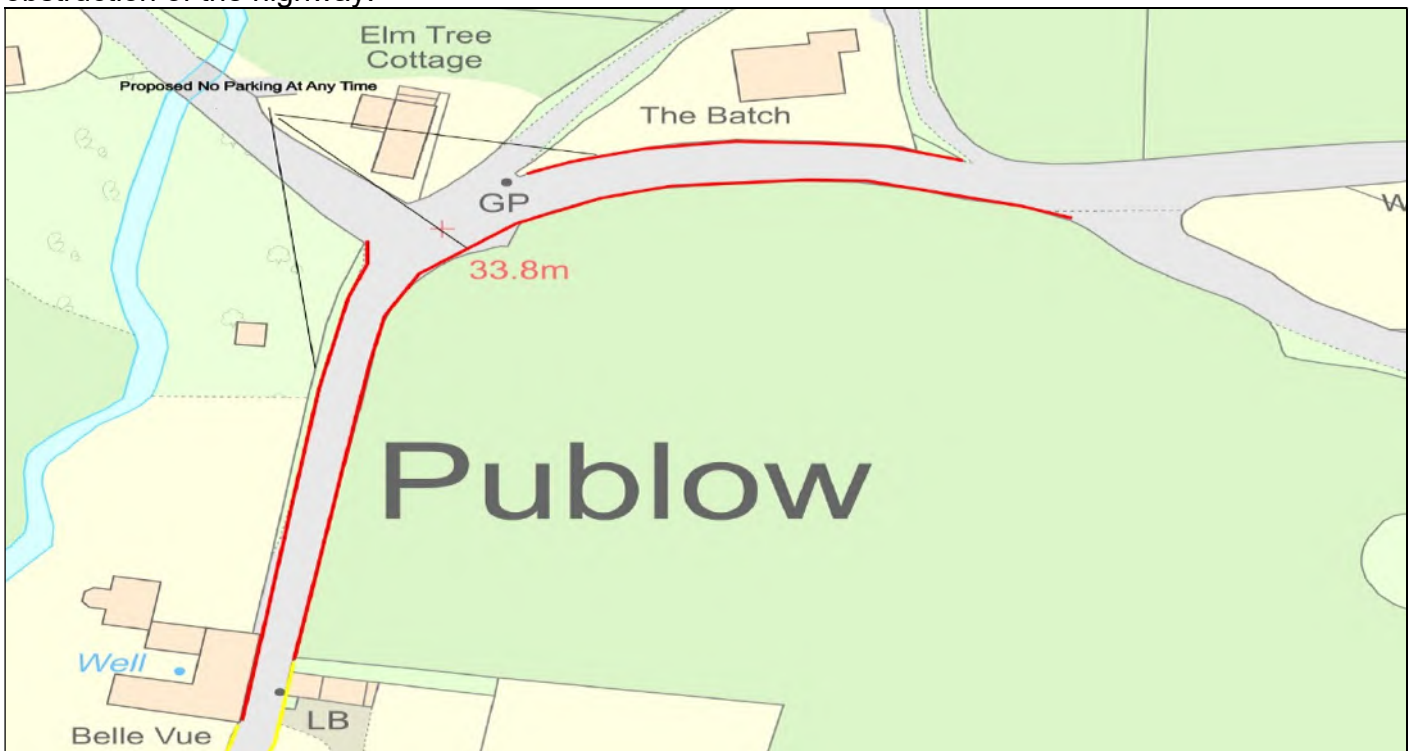 Elm Tree
Cottage
Proposed No Parking At Any Time
The Batch
GP
33.8m
Publow
Well
LB
Belle Vue